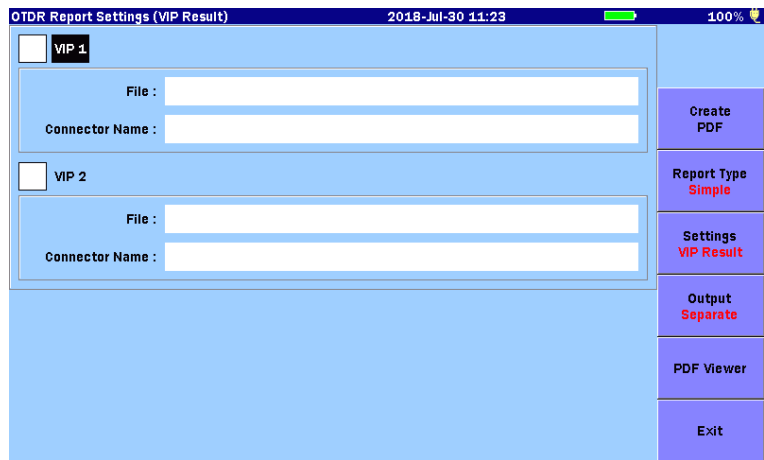 OTDR Report Settings (VIP Result) 2018-Jul-30 11:23 100%
VIP 1
File :
Connector Name :
VIP 2
File :
Connector Name :
Create
PDF
Report Type
Simple
Settings
VIP Result
Output
Separate
PDF Viewer
Exit